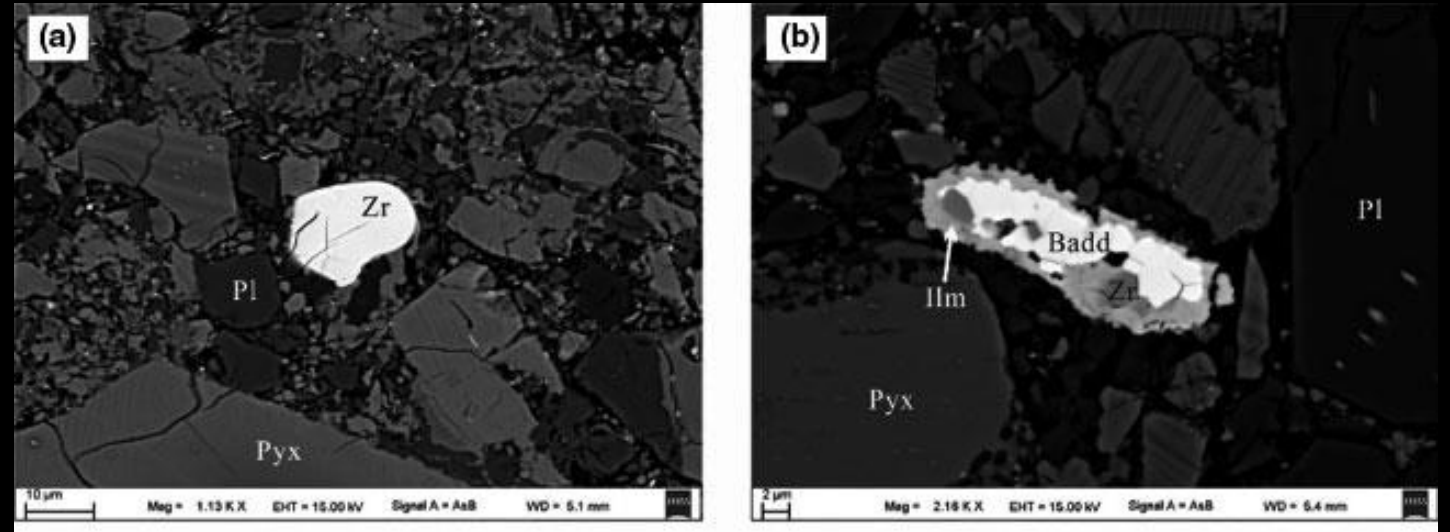 (a)
Zr
Pl
Pyx
10 µm
Mag = 1.13 K X EHT = 15.00 kV Signal A = AsB WD = 5.1 mm
(b)
Pl
Badd
Ilm
Zr
Pyx
2 µm
Mag = 2.16 K X EHT = 15.00 kV Signal A = AsB WD = 5.4 mm